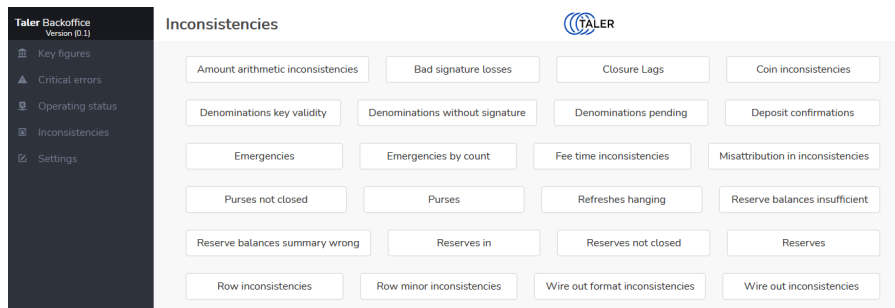 Taler Backoffice
Version (0.1)
Key figures
Critical errors
Operating status
Inconsistencies
Settings
Inconsistencies
TALER
Amount arithmetic inconsistencies Bad signature losses Closure Lags Coin inconsistencies
Denominations key validity Denominations without signature Denominations pending Deposit confirmations
Emergencies Emergencies by count Fee time inconsistencies Misattribution in inconsistencies
Purses not closed Purses Refreshes hanging Reserve balances insufficient
Reserve balances summary wrong Reserves in Reserves not closed Reserves
Row inconsistencies Row minor inconsistencies Wire out format inconsistencies Wire out inconsistencies